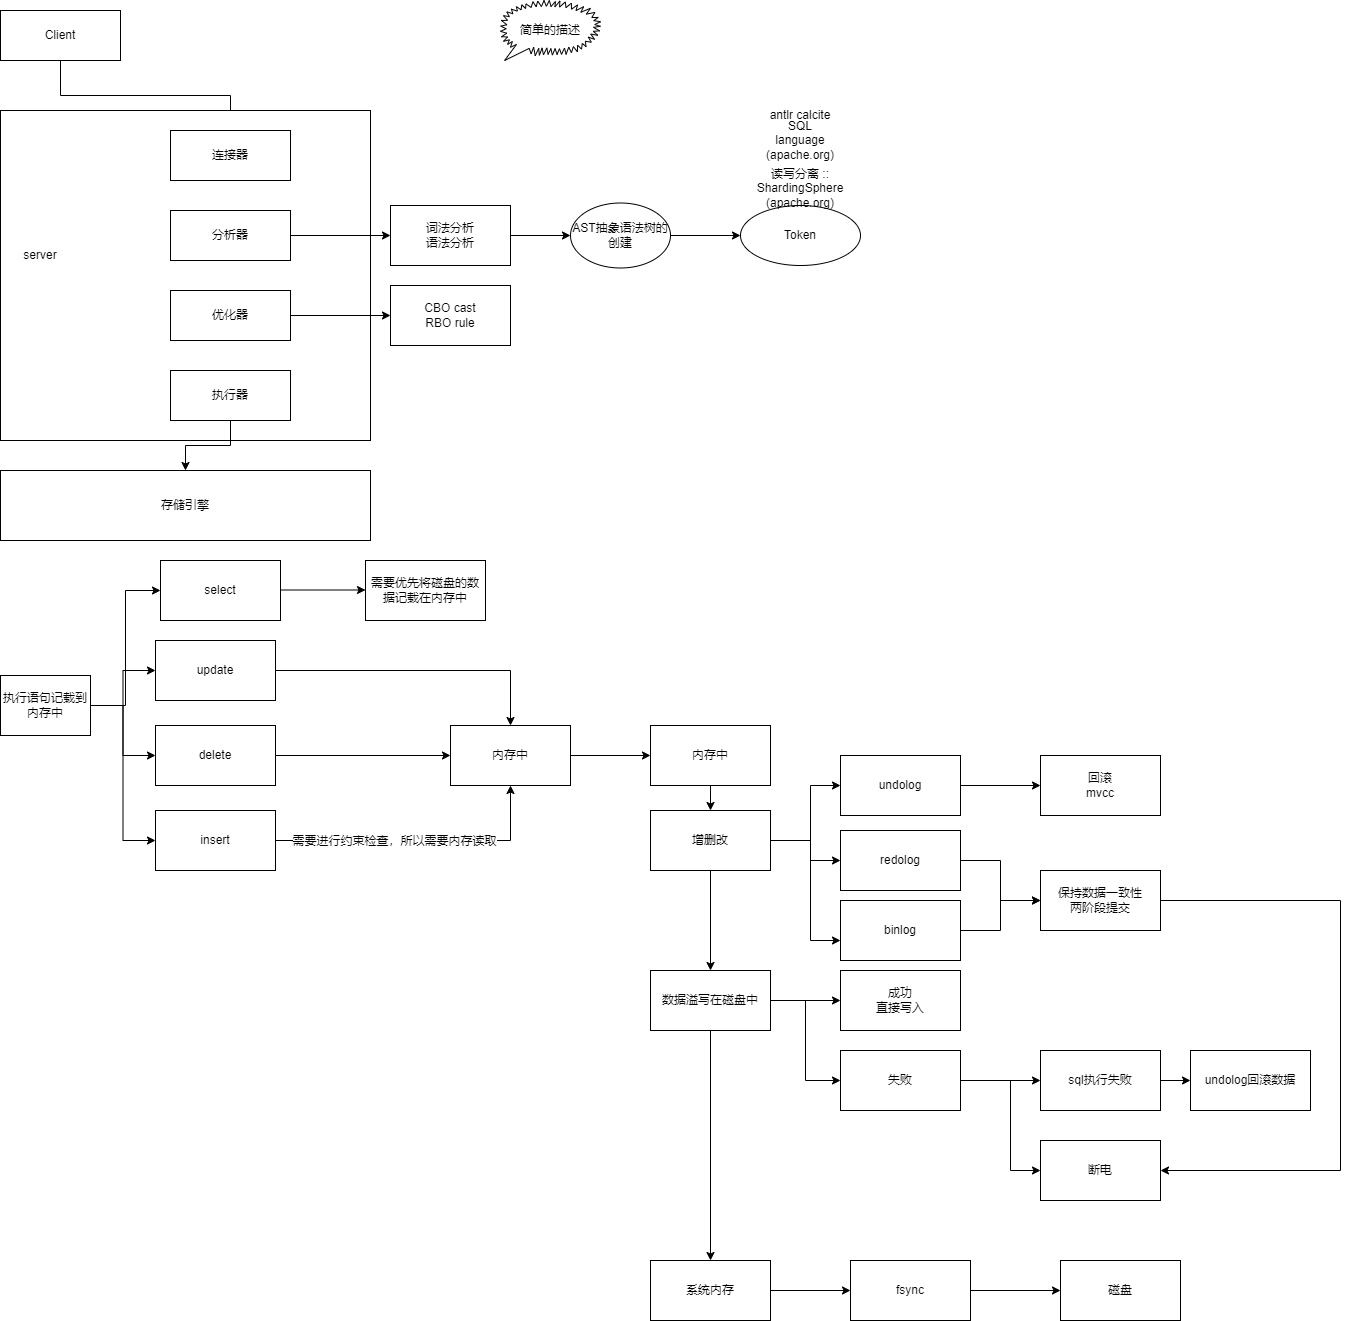 Client
简单的描述
server
连接器
分析器
词法分析
语法分析
AST抽象语法树的
创建
antlr calcite
SQL
language
(apache.org)
读写分离 ::
ShardingSphere
(apache.org)
Token
优化器
CBO cast
RBO rule
执行器
存储引擎
执行语句记载到
内存中
select
需要优先将磁盘的数
据记载在内存中
update
delete
insert
需要进行约束检查，所以需要内存读取
内存中
内存中
增删改
undolog
回滚
mvcc
redolog
binlog
保持数据一致性
两阶段提交
数据溢写在磁盘中
成功
直接写入
失败
sql执行失败
undolog回滚数据
断电
系统内存
fsync
磁盘